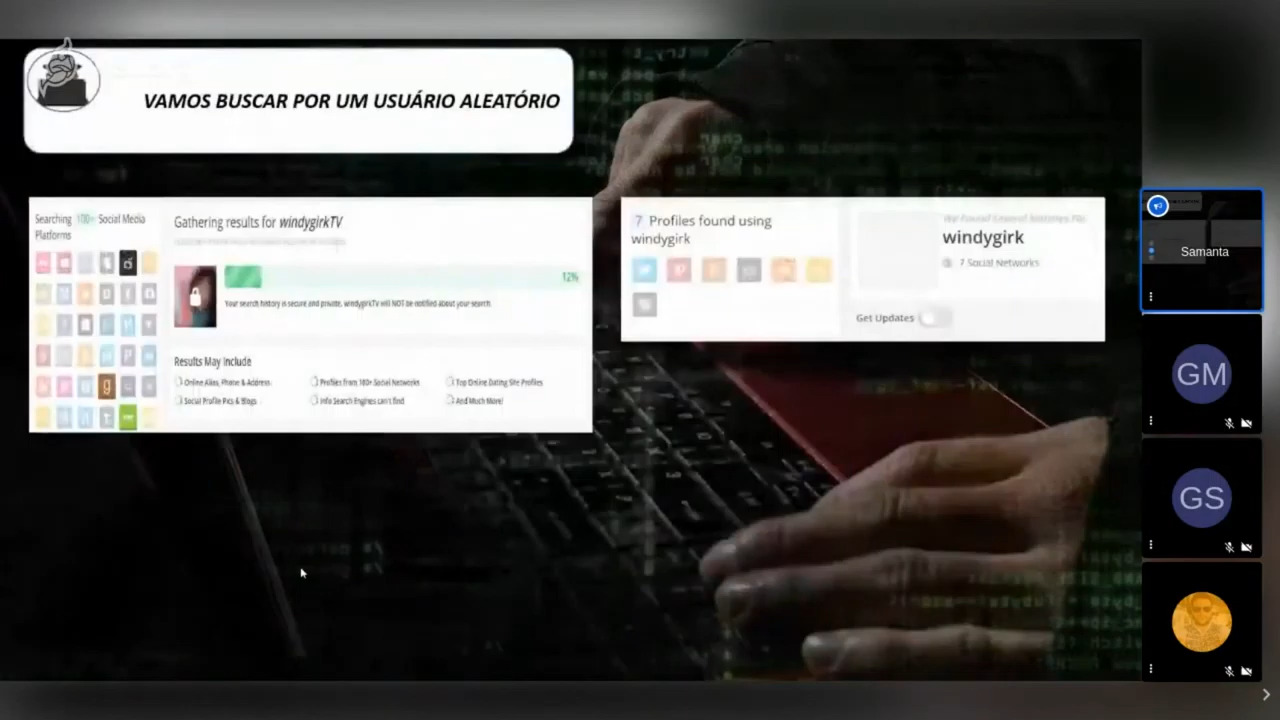 VAMOS BUSCAR POR UM USUÁRIO ALEATÓRIO
Searching 100+ Social Media
Platforms
Gathering results for windygirkTV
12%
Your search history is secure and private, windygirkTV will NOT be notified about your search
Results May Include
Online Alias, Phone & Address
Profiles from 100+ Social Networks
Top Online Dating Site Profiles
Social Profile Pics & Blogs
Info Search Engines can't find
And Much More!
7 Profiles found using
windygirk
windygirk
7 Social Networks
Get Updates
Samanta
GM
GS